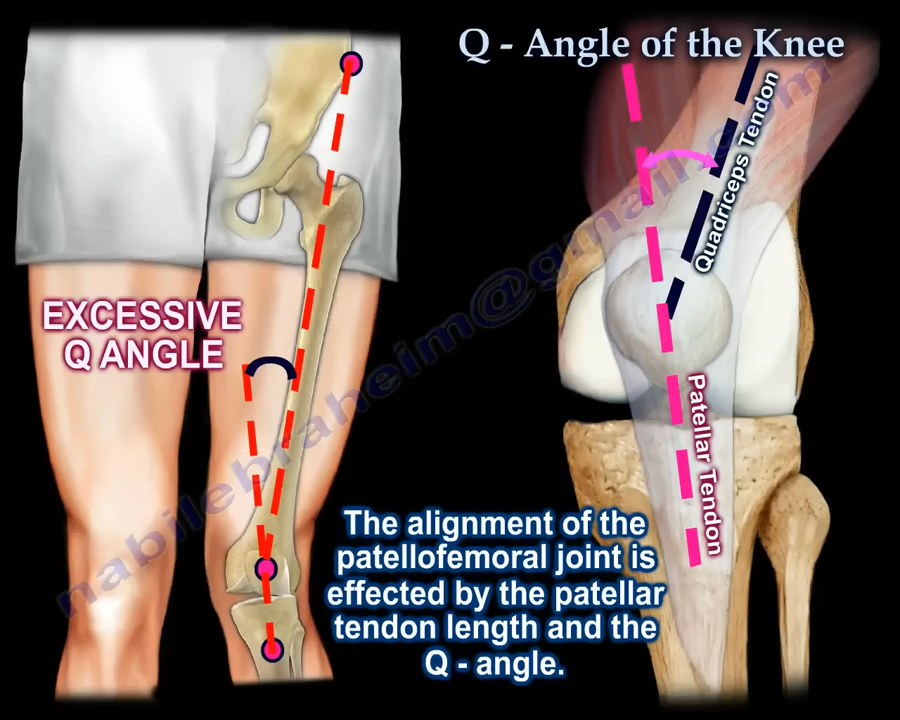 Q - Angle of the Knee
Quadriceps Tendon
EXCESSIVE
Q ANGLE
Patellar Tendon
The alignment of the
patellofemoral joint is
effected by the patellar
tendon length and the
Q - angle.
nabilebraheim@gmail.com